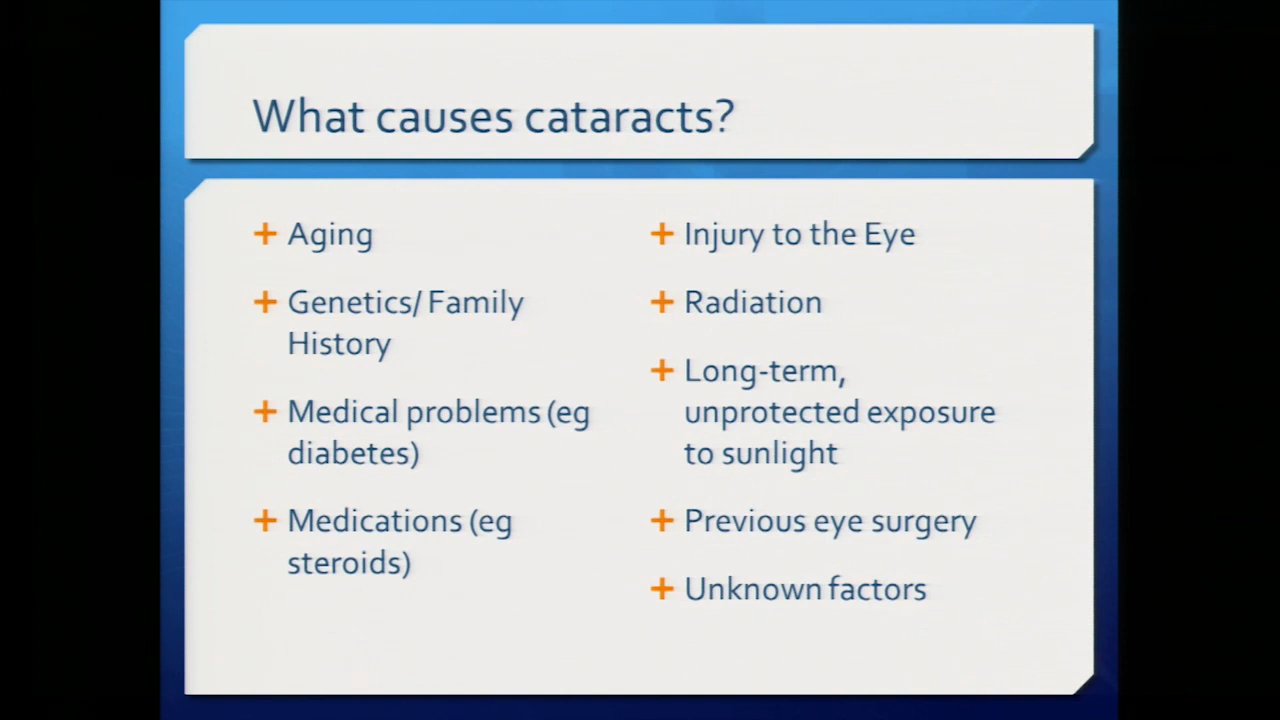 What causes cataracts?
Aging
Genetics/ Family
History
Medical problems (eg
diabetes)
Medications (eg
steroids)
Injury to the Eye
Radiation
Long-term,
unprotected exposure
to sunlight
Previous eye surgery
Unknown factors